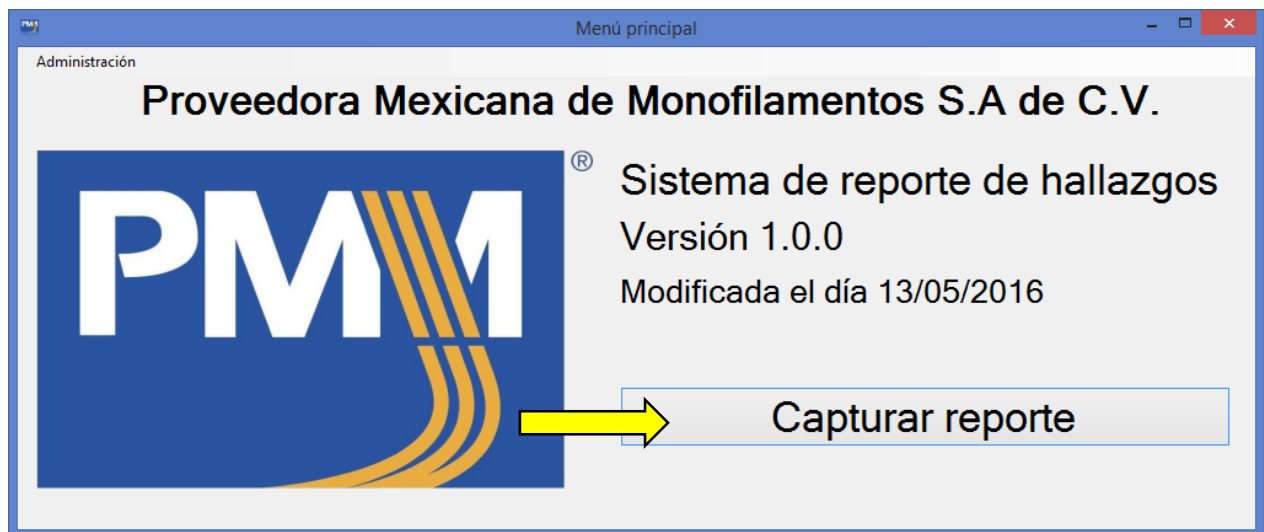 PMM
Menú principal
Administración
Proveedora Mexicana de Monofilamentos S.A de C.V.
PMM ®
Sistema de reporte de hallazgos
Versión 1.0.0
Modificada el día 13/05/2016
Capturar reporte